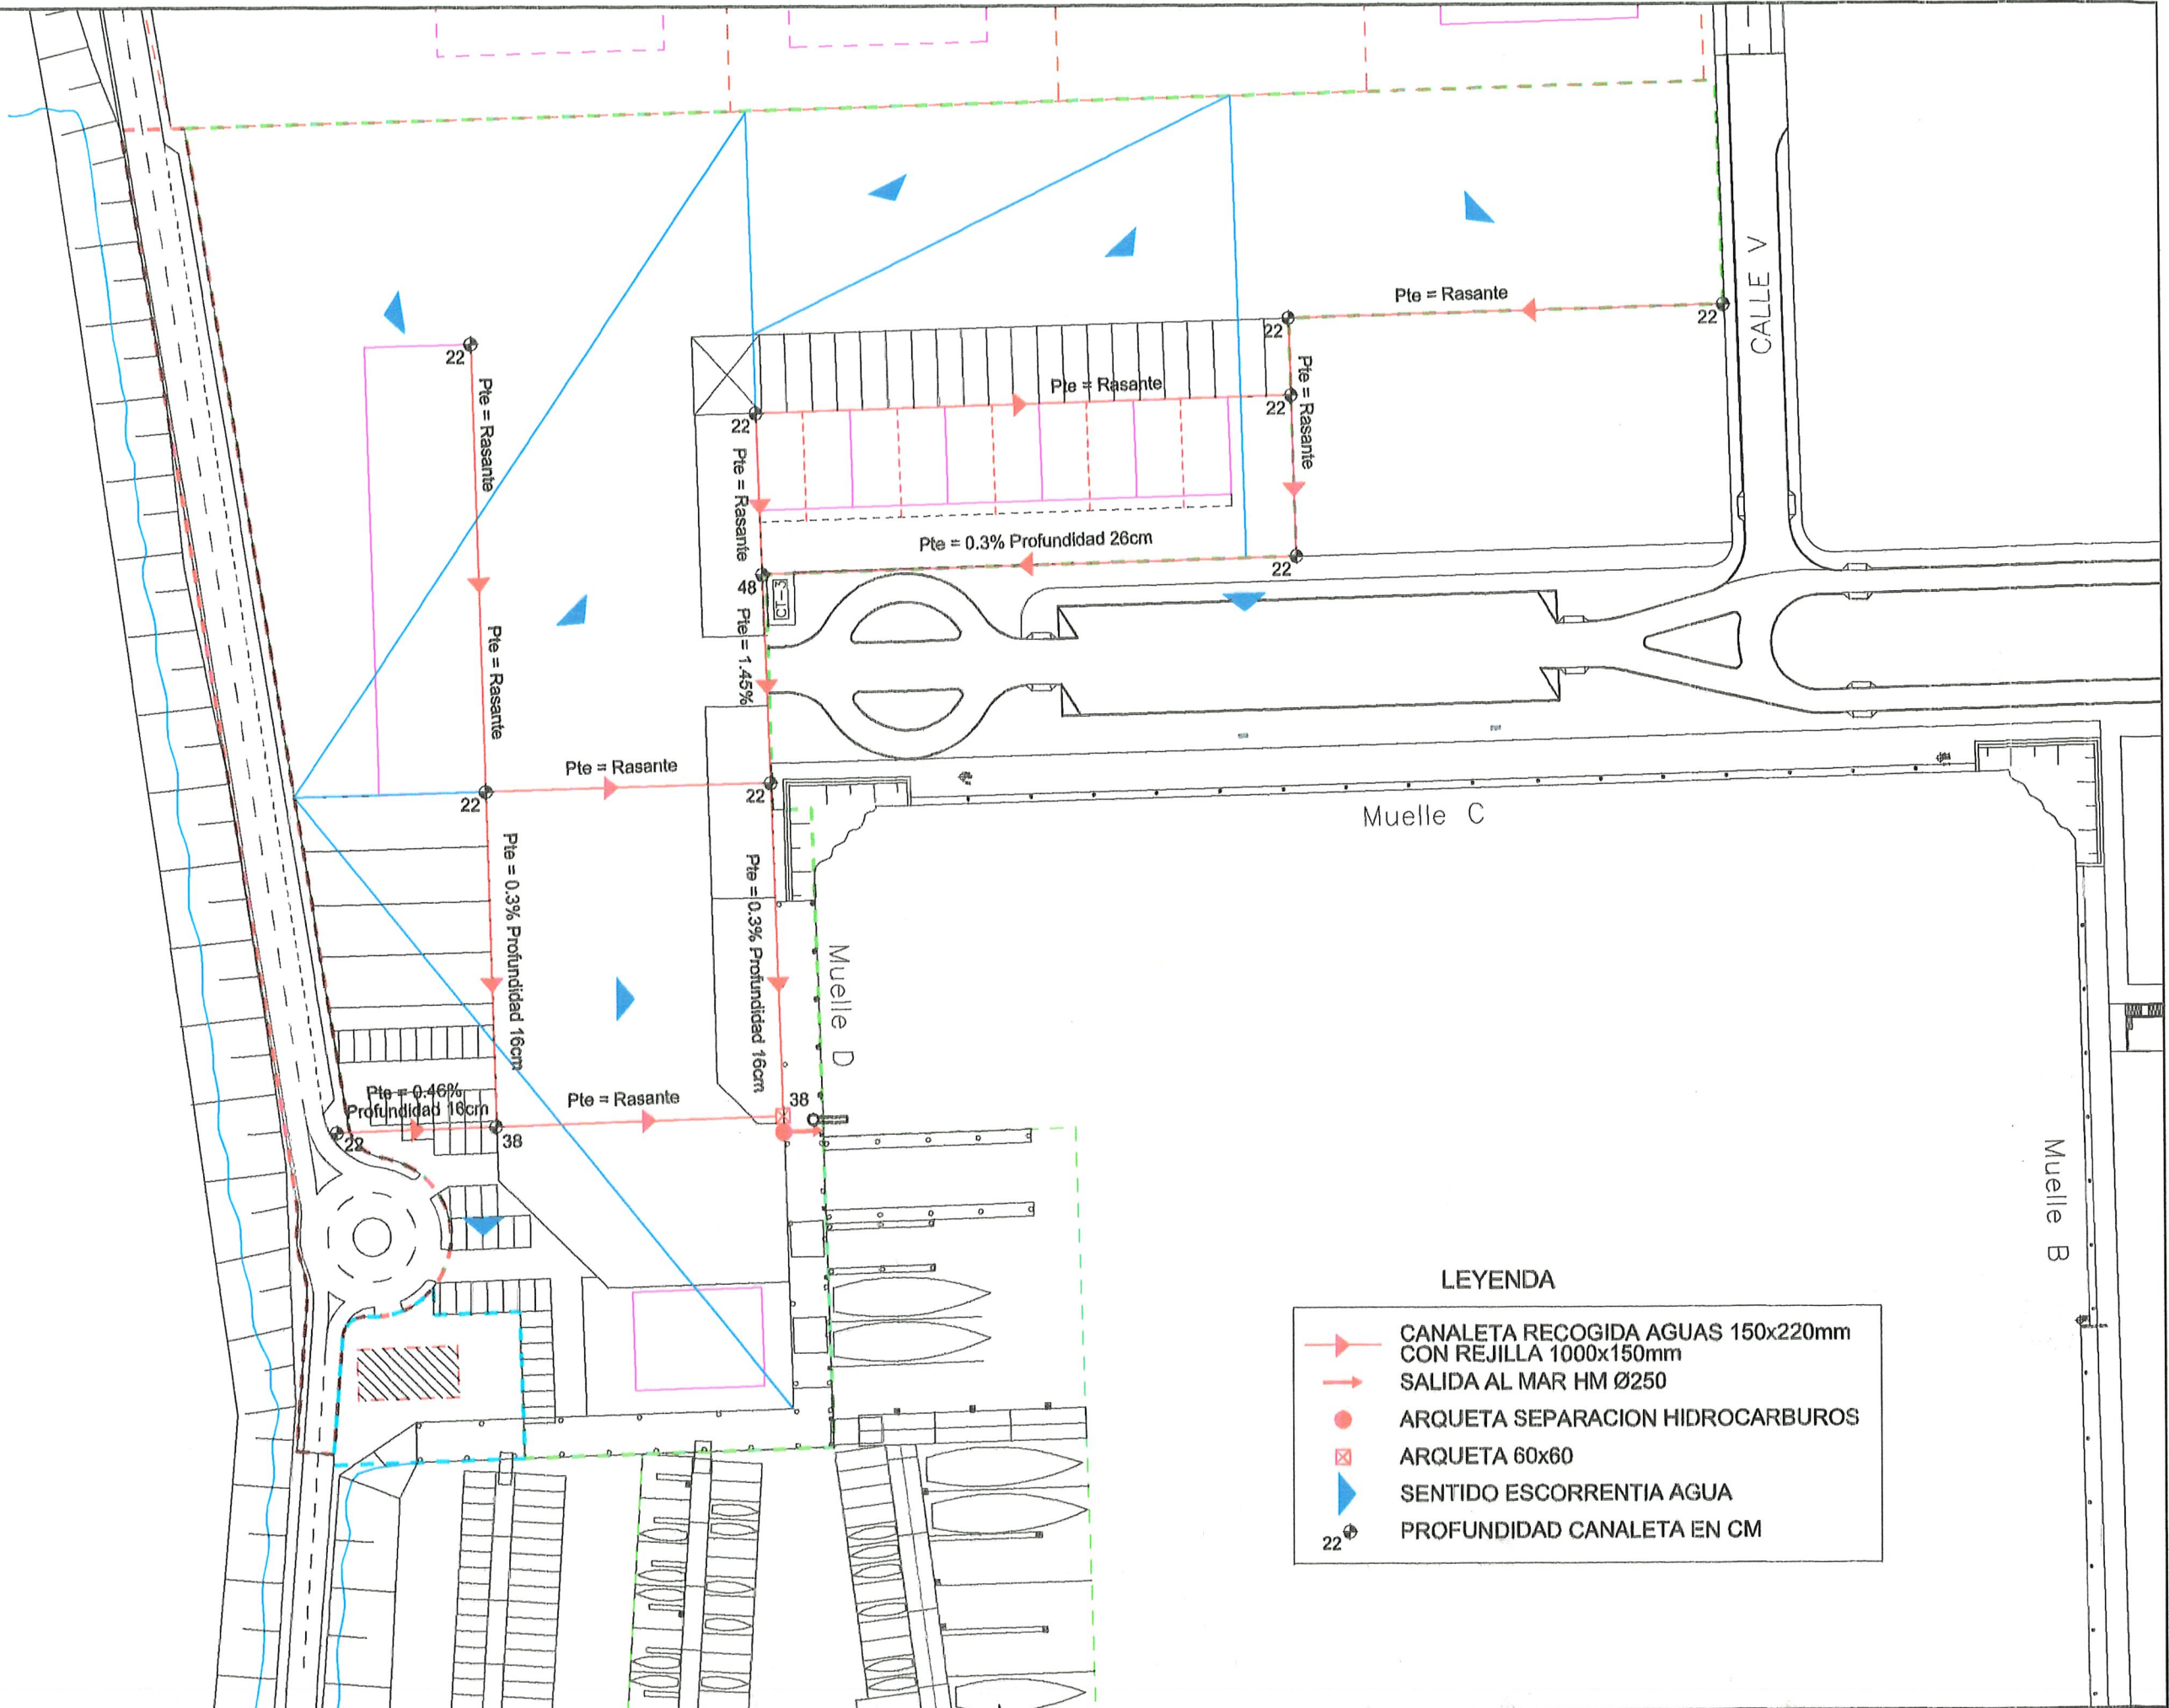 Pte = Rasante
22
CALLE V
22
22
Pte = Rasante
Pte = Rasante
Pte = Rasante
22
22
Pte = Rasante
Pte = Rasante
Pte = 0.3% Profundidad 26cm
22
48
CT-3
Pte = 1.45%
Pte = Rasante
Pte = Rasante
22
22
Muelle C
Pte = 0.3% Profundidad 16cm
Pte = 0.3% Profundidad 16cm
Muelle D
Pte = 0.46%
Profundidad 16cm
Pte = Rasante
38
22
38
Muelle B
LEYENDA
CANALETA RECOGIDA AGUAS 150x220mm
CON REJILLA 1000x150mm
SALIDA AL MAR HM Ø250
ARQUETA SEPARACION HIDROCARBUROS
ARQUETA 60x60
SENTIDO ESCORRENTIA AGUA
22 PROFUNDIDAD CANALETA EN CM